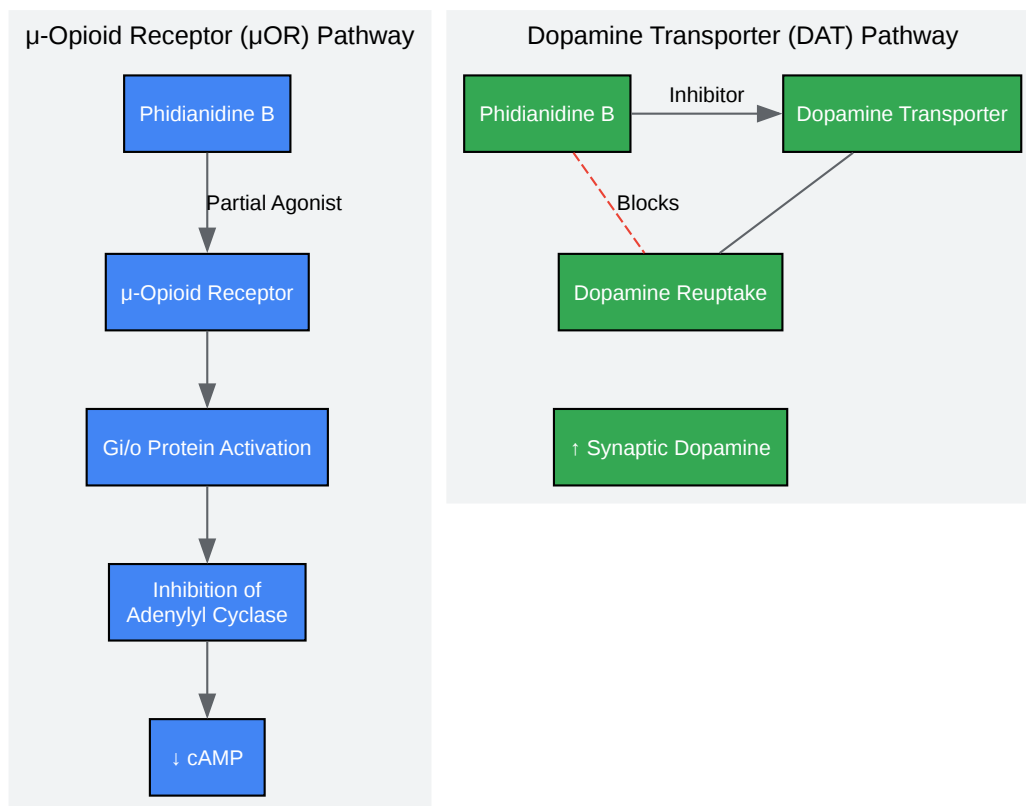 μ-Opioid Receptor (μOR) Pathway
Phidianidine B
Partial Agonist
μ-Opioid Receptor
Gi/o Protein Activation
Inhibition of
Adenylyl Cyclase
↓ cAMP
Dopamine Transporter (DAT) Pathway
Phidianidine B
Inhibitor
Dopamine Transporter
Blocks
Dopamine Reuptake
↑ Synaptic Dopamine